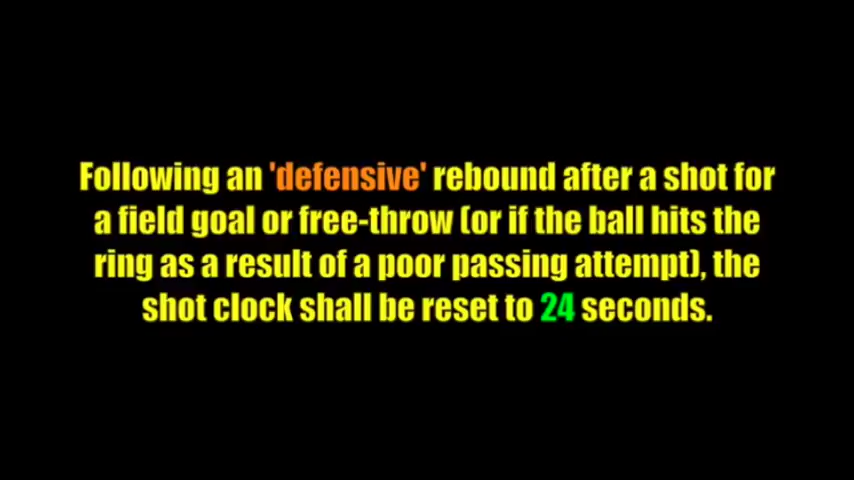 Following an 'defensive' rebound after a shot for
a field goal or free-throw (or if the ball hits the
ring as a result of a poor passing attempt), the
shot clock shall be reset to 24 seconds.